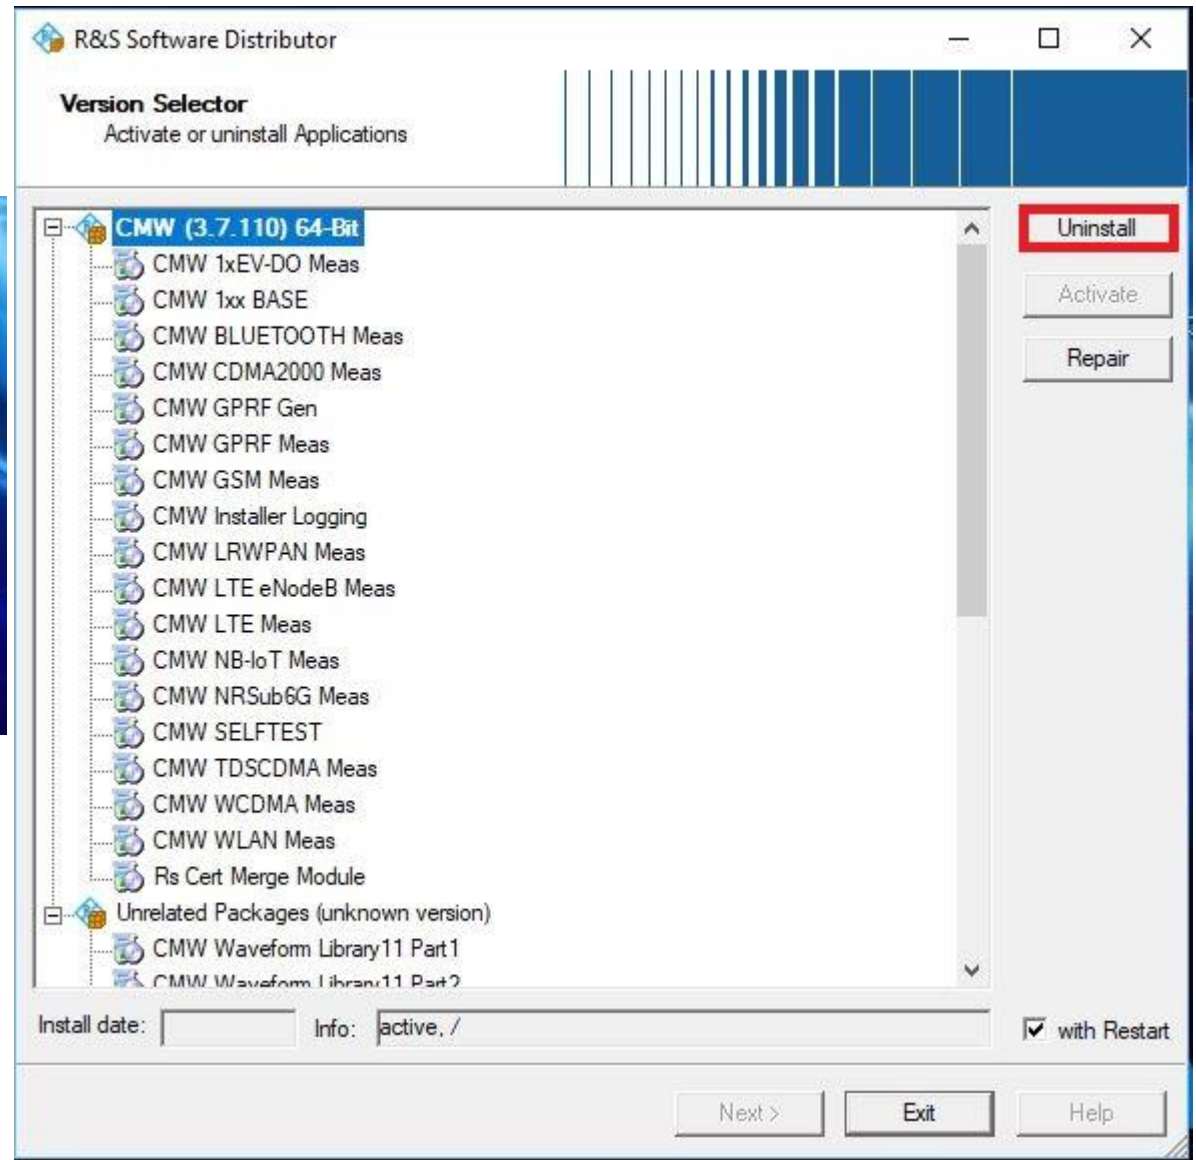 R&S Software Distributor
Version Selector
Activate or uninstall Applications
CMW (3.7.110) 64-Bit
CMW 1xEV-DO Meas
CMW 1xx BASE
CMW BLUETOOTH Meas
CMW CDMA2000 Meas
CMW GPRF Gen
CMW GPRF Meas
CMW GSM Meas
CMW Installer Logging
CMW LRWPAN Meas
CMW LTE eNodeB Meas
CMW LTE Meas
CMW NB-IoT Meas
CMW NRSub6G Meas
CMW SELFTEST
CMW TDSCDMA Meas
CMW WCDMA Meas
CMW WLAN Meas
Rs Cert Merge Module
Unrelated Packages (unknown version)
CMW Waveform Library11 Part1
CMW Waveform Library11 Part2
Uninstall
Activate
Repair
Install date:
Info: active, /
with Restart
Next >
Exit
Help